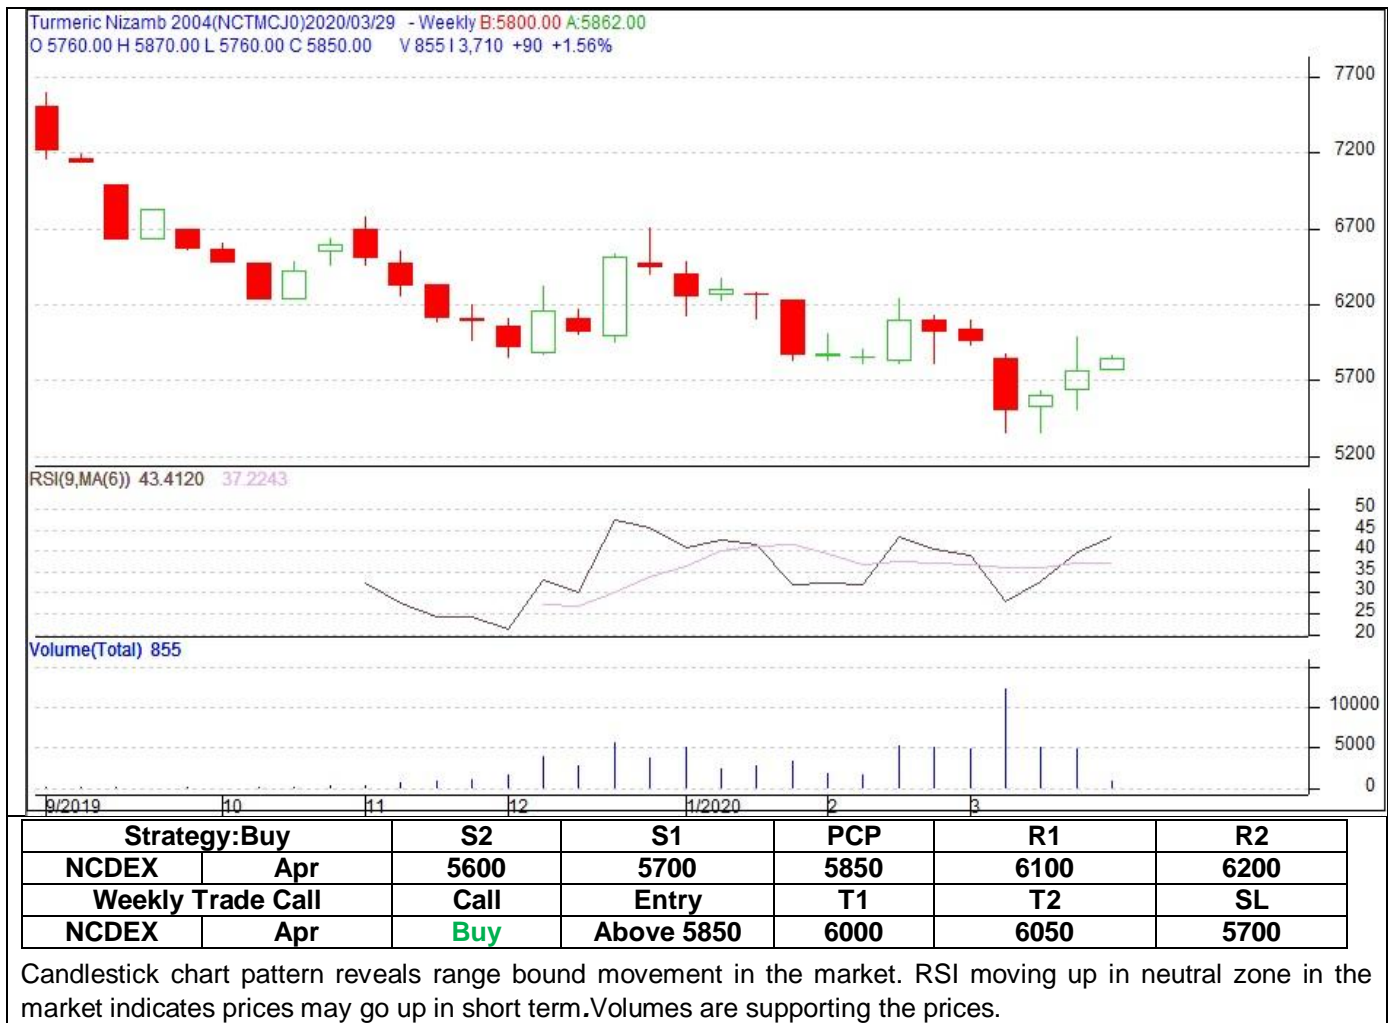 Turmeric Nizamb 2004(NCTMCJ0)2020/03/29 - Weekly B:5800.00 A:5862.00
O 5760.00 H 5870.00 L 5760.00 C 5850.00 V 855 I 3,710 +90 +1.56%
7700
7200
6700
6200
5700
5200
RSI(9,MA(6)) 43.4120 37.2243
50
45
40
35
30
25
20
Volume(Total) 855
10000
5000
0
9/2019 10 11 12 1/2020 2 3
Strategy:Buy S2 S1 PCP R1 R2
NCDEX Apr 5600 5700 5850 6100 6200
Weekly Trade Call Call Entry T1 T2 SL
NCDEX Apr Buy Above 5850 6000 6050 5700
Candlestick chart pattern reveals range bound movement in the market. RSI moving up in neutral zone in the
market indicates prices may go up in short term.Volumes are supporting the prices.